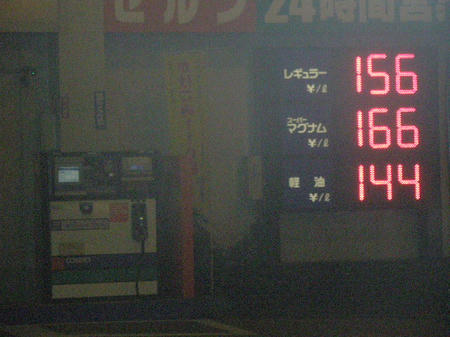 セルフ 24時間営
レギュラー 156
¥/ℓ
スーパー
マグナム 166
¥/ℓ
軽油 144
¥/ℓ
COSMO